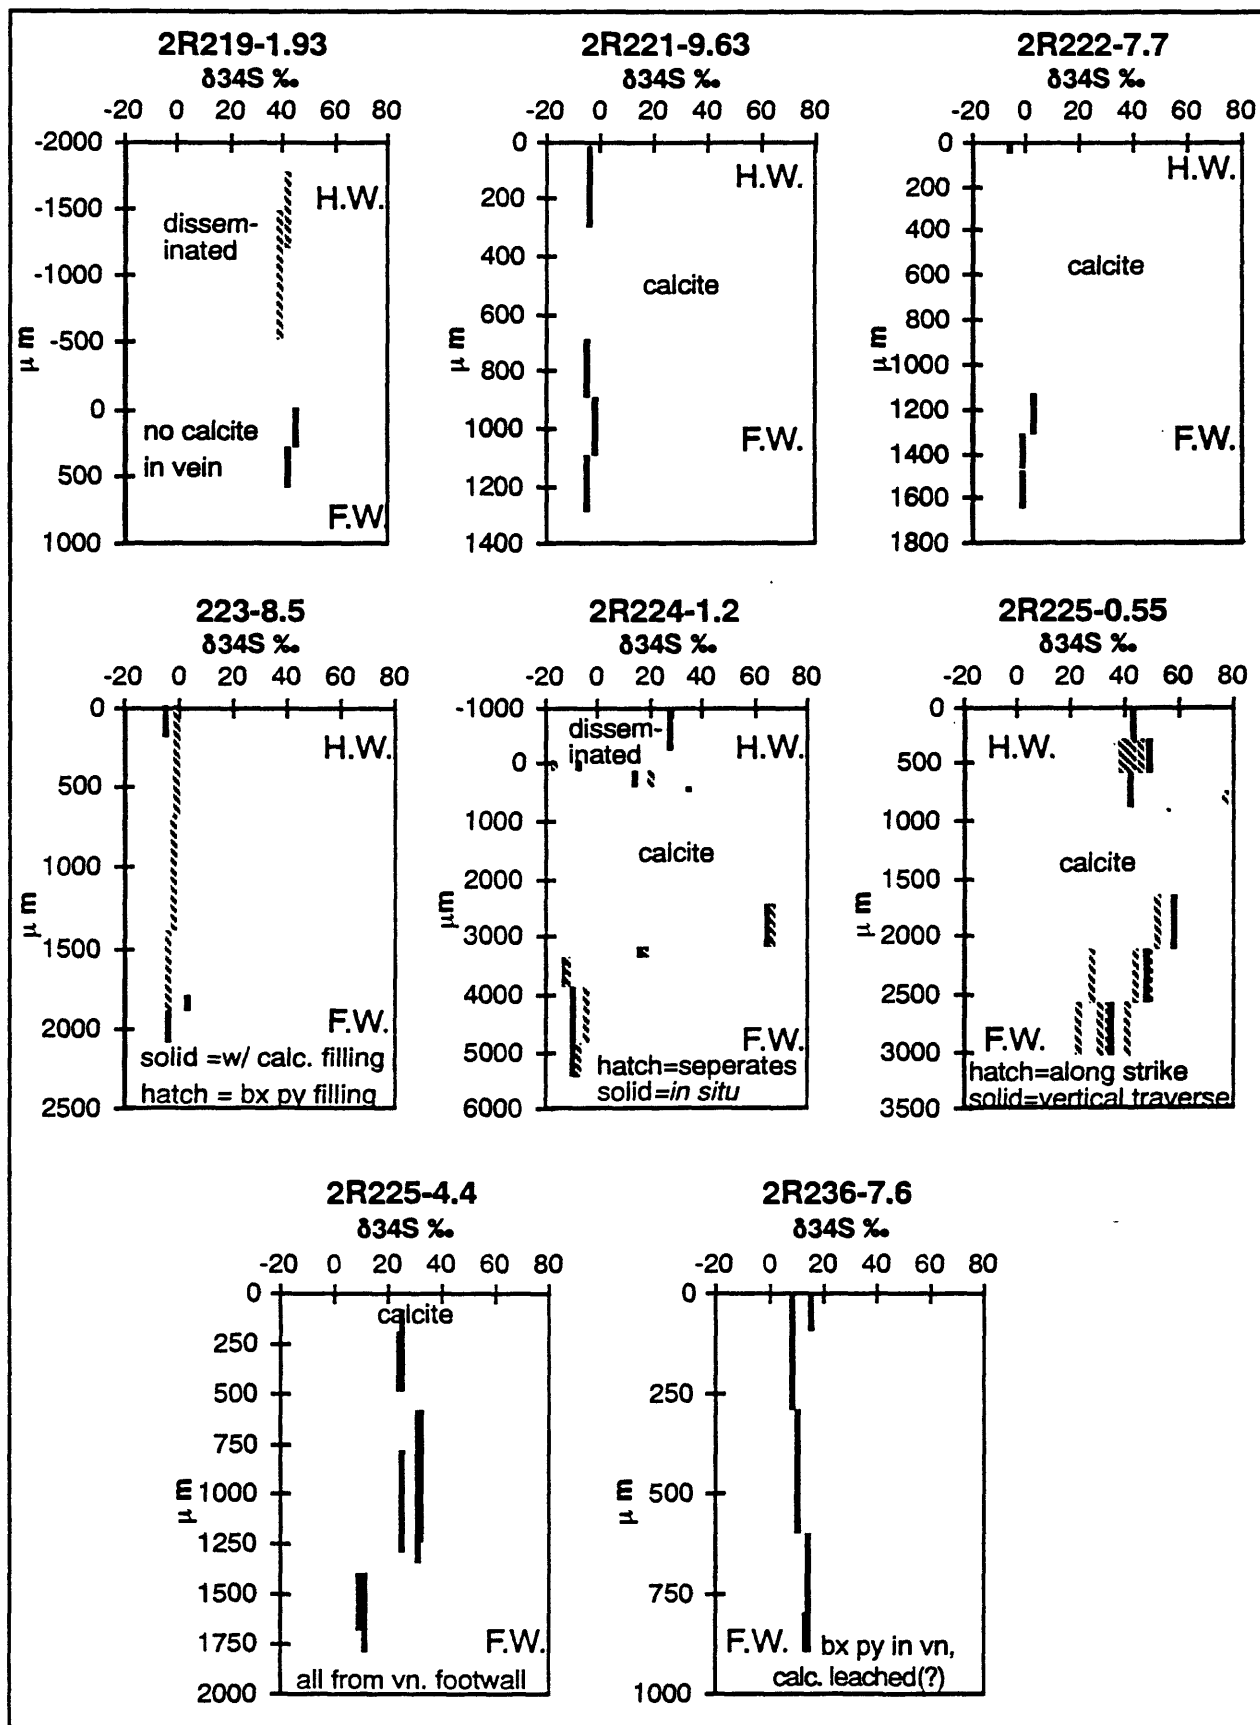 2R219-1.93
δ34S ‰
-20 0 20 40 60 80
-2000
-1500
-1000
-500
0
500
1000
μ m
H.W.
dissem-
inated
no calcite
in vein
F.W.
2R221-9.63
δ34S ‰
-20 0 20 40 60 80
0
200
400
600
800
1000
1200
1400
μ m
H.W.
calcite
F.W.
2R222-7.7
δ34S ‰
-20 0 20 40 60 80
0
200
400
600
800
1000
1200
1400
1600
1800
μ m
H.W.
calcite
F.W.
223-8.5
δ34S ‰
-20 0 20 40 60 80
0
500
1000
1500
2000
2500
μ m
H.W.
F.W.
solid =w/ calc. filling
hatch = bx py filling
2R224-1.2
δ34S ‰
-20 0 20 40 60 80
-1000
0
1000
2000
3000
4000
5000
6000
μm
dissem-
inated
H.W.
calcite
F.W.
hatch=seperates
solid=in situ
2R225-0.55
δ34S ‰
-20 0 20 40 60 80
0
500
1000
1500
2000
2500
3000
3500
μ m
H.W.
calcite
F.W.
hatch=along strike
solid=vertical traverse
2R225-4.4
δ34S ‰
-20 0 20 40 60 80
0
250
500
750
1000
1250
1500
1750
2000
μ m
calcite
F.W.
all from vn. footwall
2R236-7.6
δ34S ‰
-20 0 20 40 60 80
0
250
500
750
1000
μ m
F.W.
bx py in vn,
calc. leached(?)